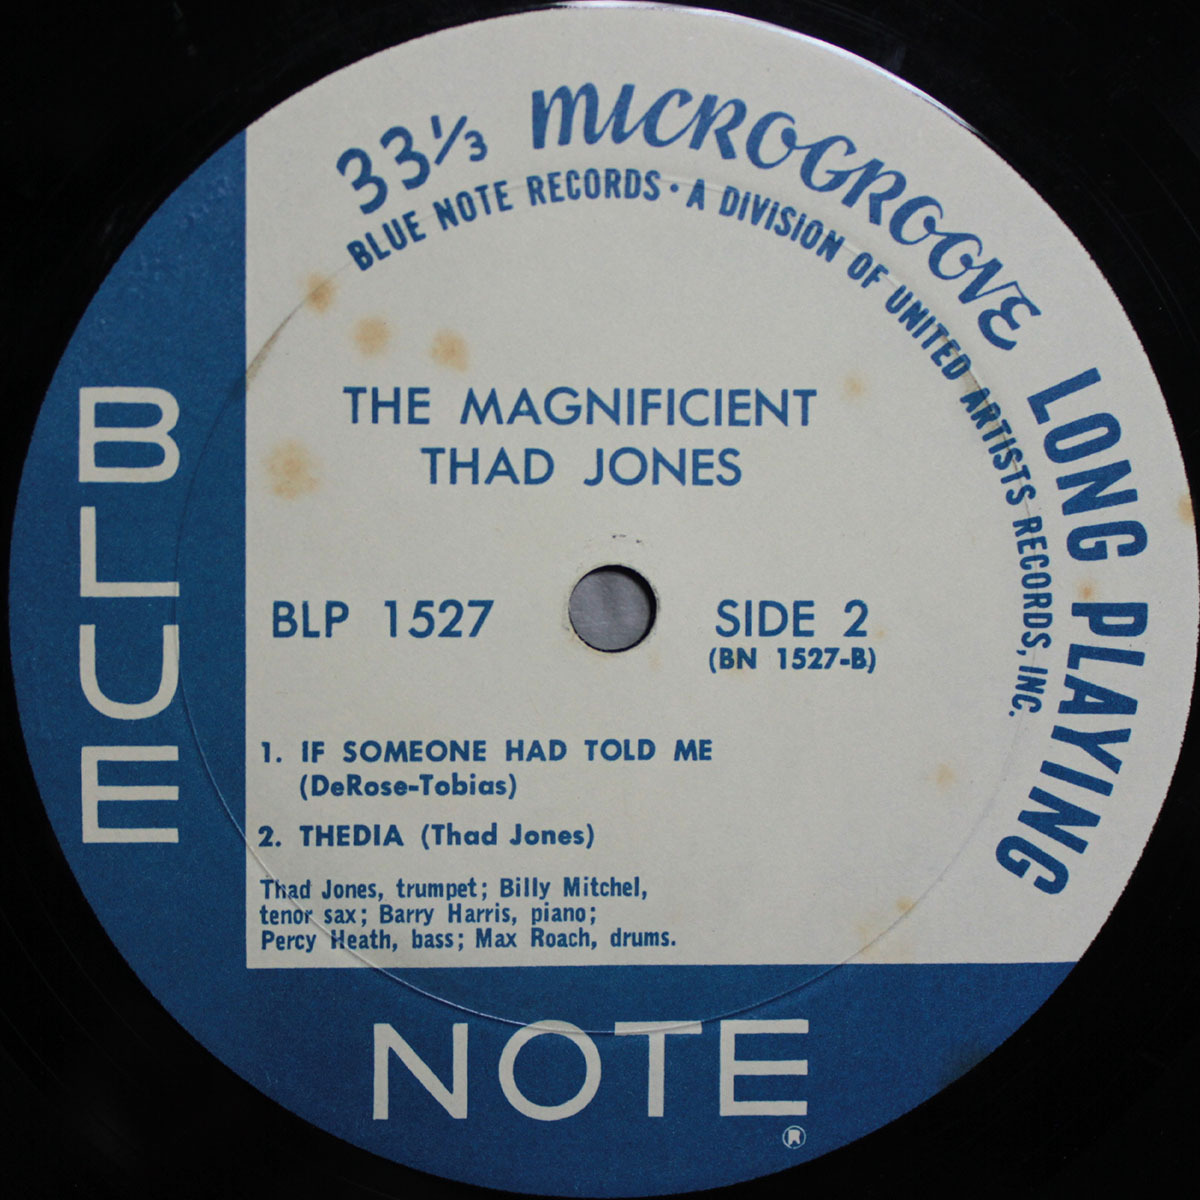 33⅓ MICROGROOVE LONG PLAYING
BLUE NOTE RECORDS · A DIVISION OF UNITED ARTISTS RECORDS, INC.
THE MAGNIFICIENT
THAD JONES
BLP 1527
SIDE 2
(BN 1527-B)
1. IF SOMEONE HAD TOLD ME
(DeRose-Tobias)
2. THEDIA (Thad Jones)
Thad Jones, trumpet; Billy Mitchel,
tenor sax; Barry Harris, piano;
Percy Heath, bass; Max Roach, drums.
BLUE
NOTE
®